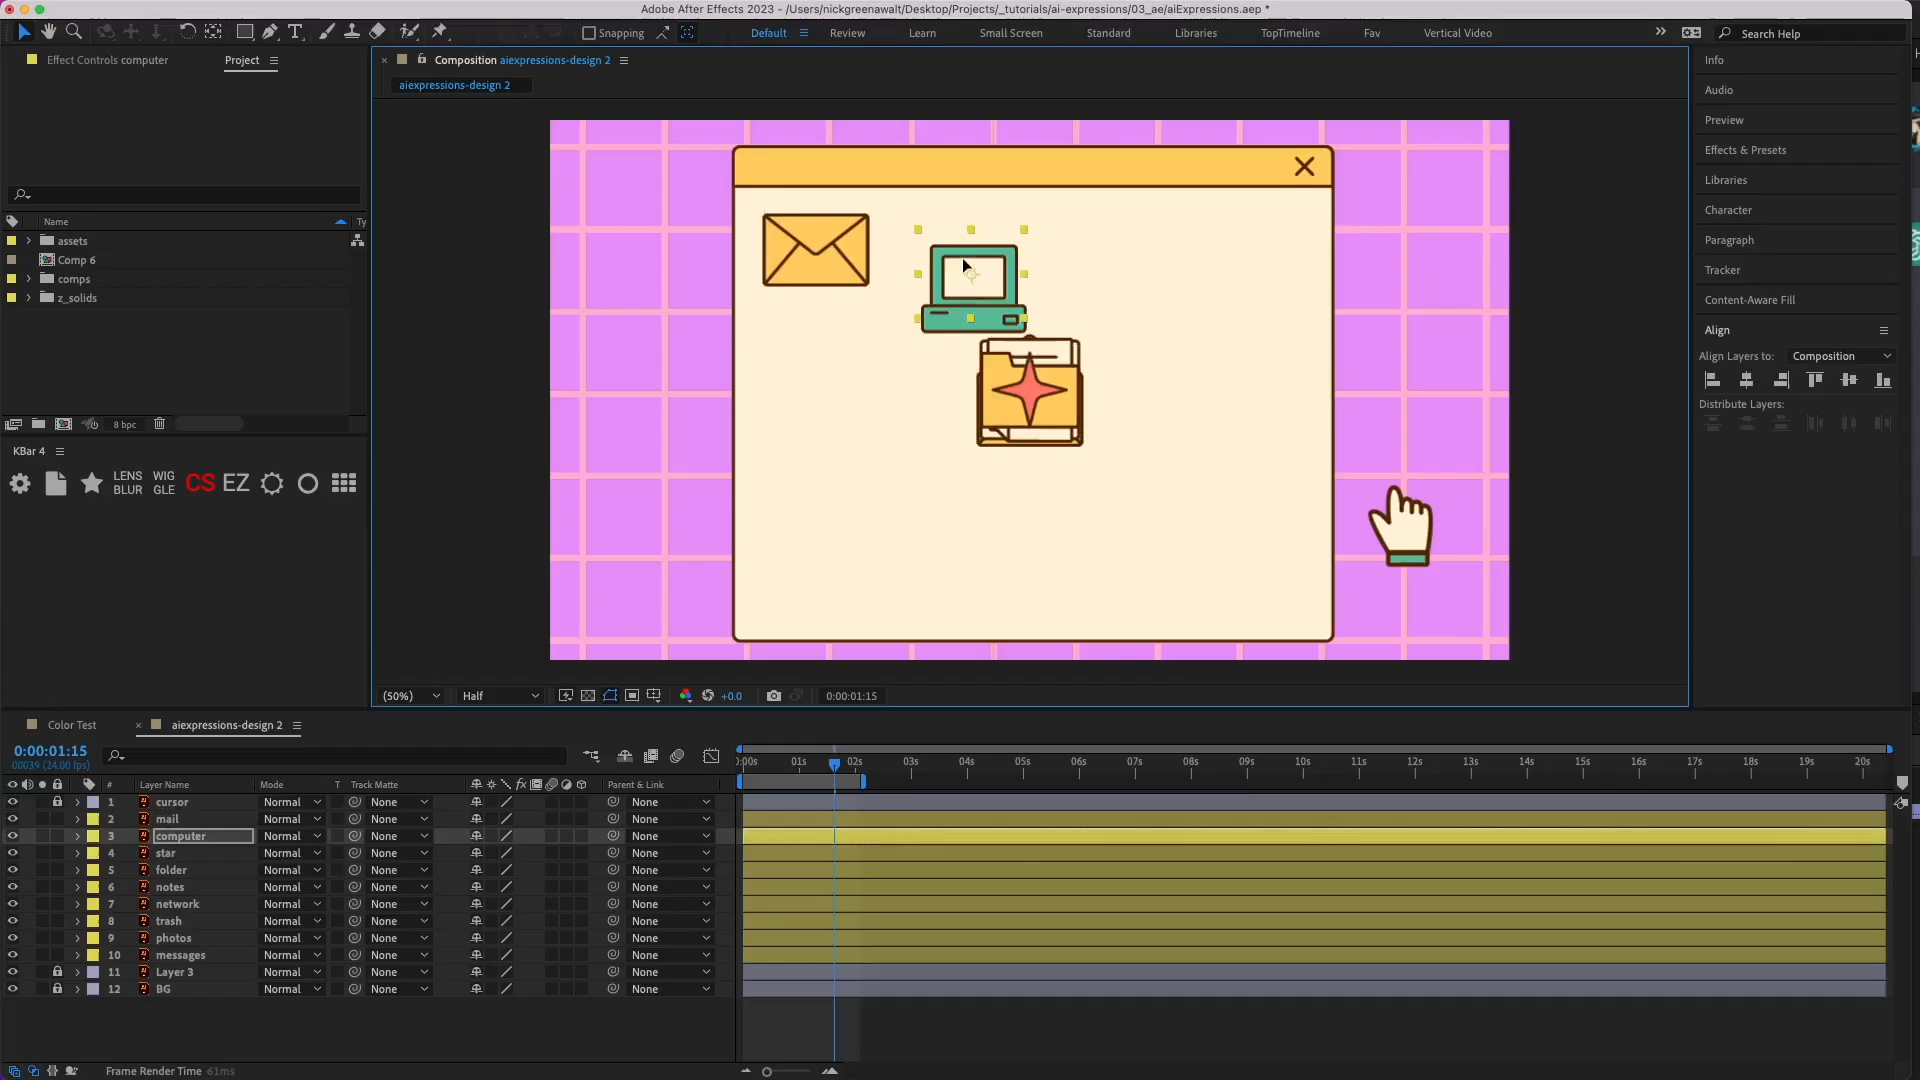 Adobe After Effects 2023 - /Users/nickgreenawalt/Desktop/Projects/_tutorials/ai-expressions/03_ae/aiExpressions.aep *
Snapping
Default
Review
Learn
Small Screen
Standard
Libraries
TopTimeline
Fav
Vertical Video
Search Help
Effect Controls computer
Project
Composition aiexpressions-design 2
aiexpressions-design 2
Name
Ty
assets
Comp 6
comps
z_solids
8 bpc
KBar 4
LENS BLUR
WIG GLE
CS
EZ
Info
Audio
Preview
Effects & Presets
Libraries
Character
Paragraph
Tracker
Content-Aware Fill
Align
Align Layers to: Composition
Distribute Layers:
(50%)
Half
+0.0
0:00:01:15
Color Test
aiexpressions-design 2
0:00:01:15
00039 (24.00 fps)
):00s 01s 02s 03s 04s 05s 06s 07s 08s 09s 10s 11s 12s 13s 14s 15s 16s 17s 18s 19s 20s
# Layer Name Mode T Track Matte fx Parent & Link
1 cursor Normal None None
2 mail Normal None None
3 computer Normal None None
4 star Normal None None
5 folder Normal None None
6 notes Normal None None
7 network Normal None None
8 trash Normal None None
9 photos Normal None None
10 messages Normal None None
11 Layer 3 Normal None None
12 BG Normal None None
Frame Render Time 61ms